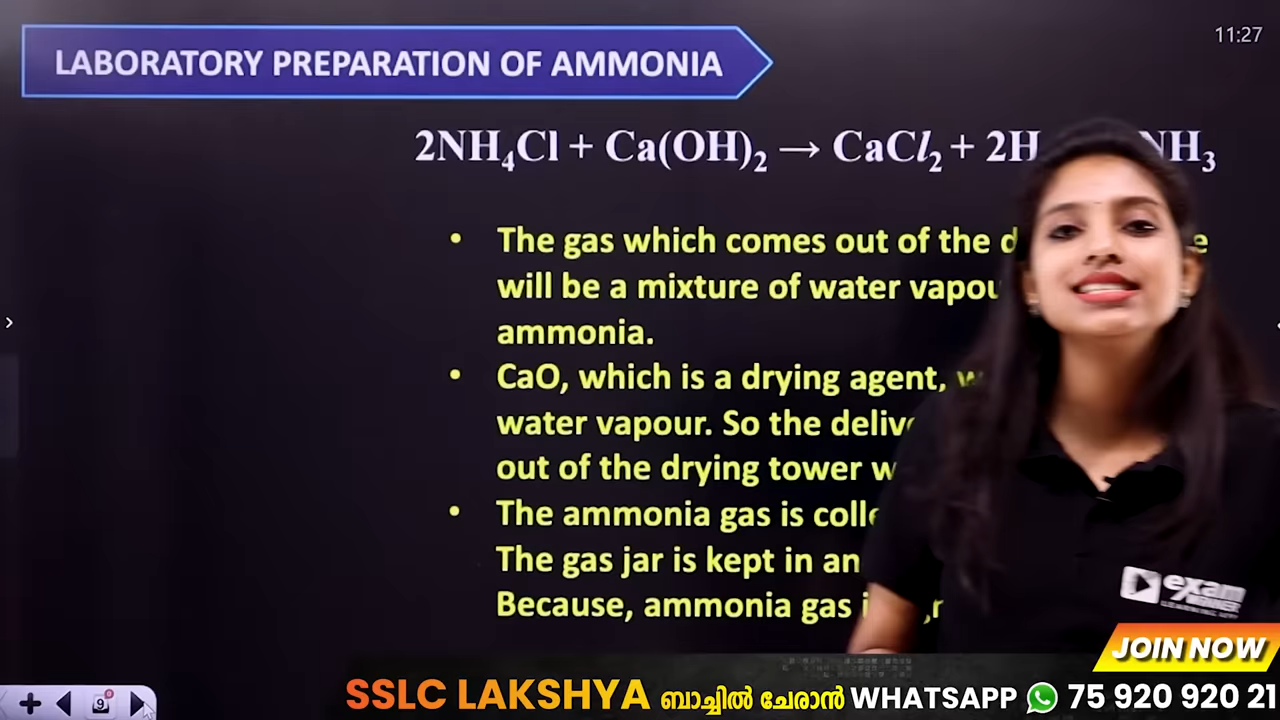 11:27
LABORATORY PREPARATION OF AMMONIA
2NH₄Cl + Ca(OH)₂ → CaCl₂ + 2H NH₃
• The gas which comes out of the
will be a mixture of water
ammonia.
• CaO, which is a drying agent,
water vapour. So the
out of the drying tower
• The ammonia gas is
The gas jar is kept in an
Because, ammonia gas
exam
JOIN NOW
SSLC LAKSHYA ബാച്ചിൽ ചേരാൻ WHATSAPP 75 920 920 21